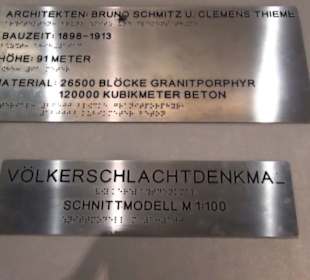 ARCHITEKTEN: BRUNO SCHMITZ U. CLEMENS THIEME
BAUZEIT: 1898-1913
HÖHE: 91 METER
MATERIAL: 26500 BLÖCKE GRANITPORPHYR
120000 KUBIKMETER BETON
VÖLKERSCHLACHTDENKMAL
SCHNITTMODELL M 1:100